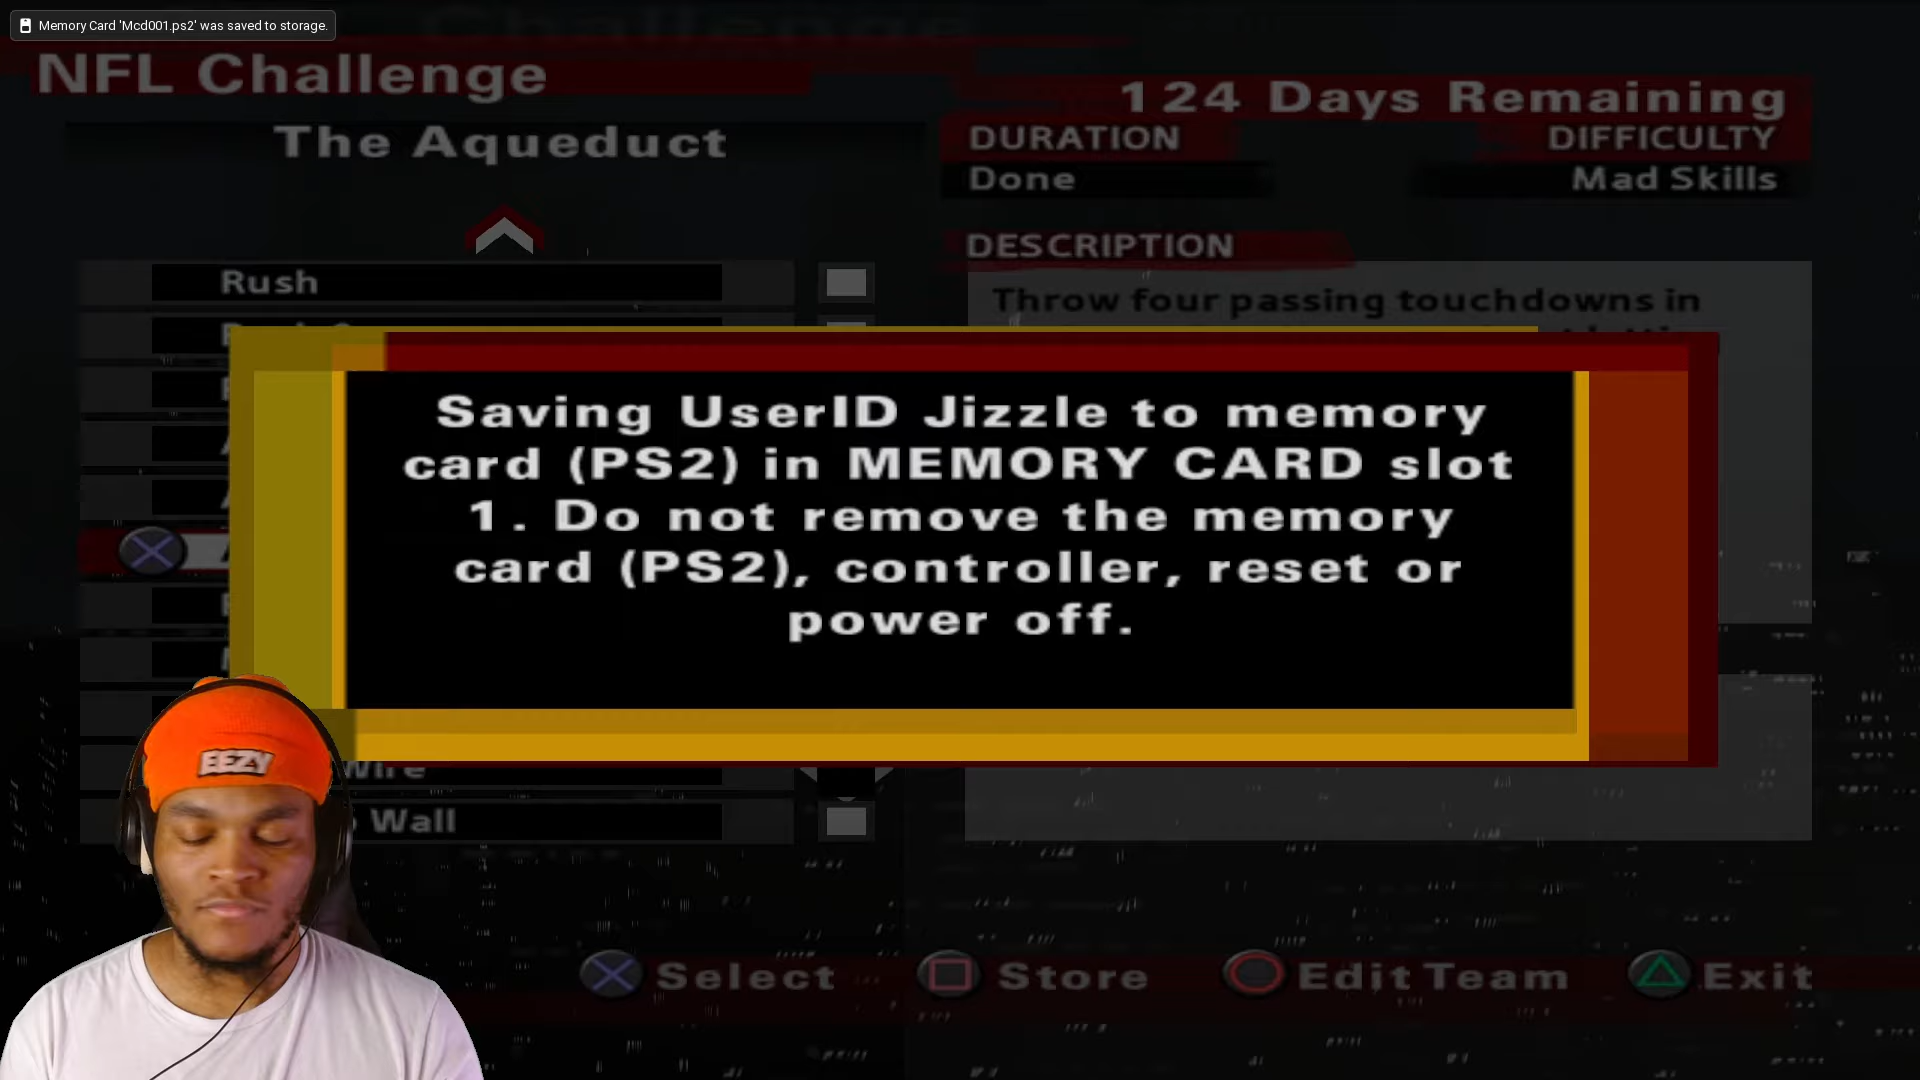 Memory Card 'Mcd001.ps2' was saved to storage.
NFL Challenge
124 Days Remaining
The Aqueduct
DURATION
DIFFICULTY
Done
Mad Skills
DESCRIPTION
Rush
Throw four passing touchdowns in
Saving UserID Jizzle to memory
card (PS2) in MEMORY CARD slot
1. Do not remove the memory
card (PS2), controller, reset or
power off.
Wire
Wall
EEZY
Select
Store
Edit Team
Exit